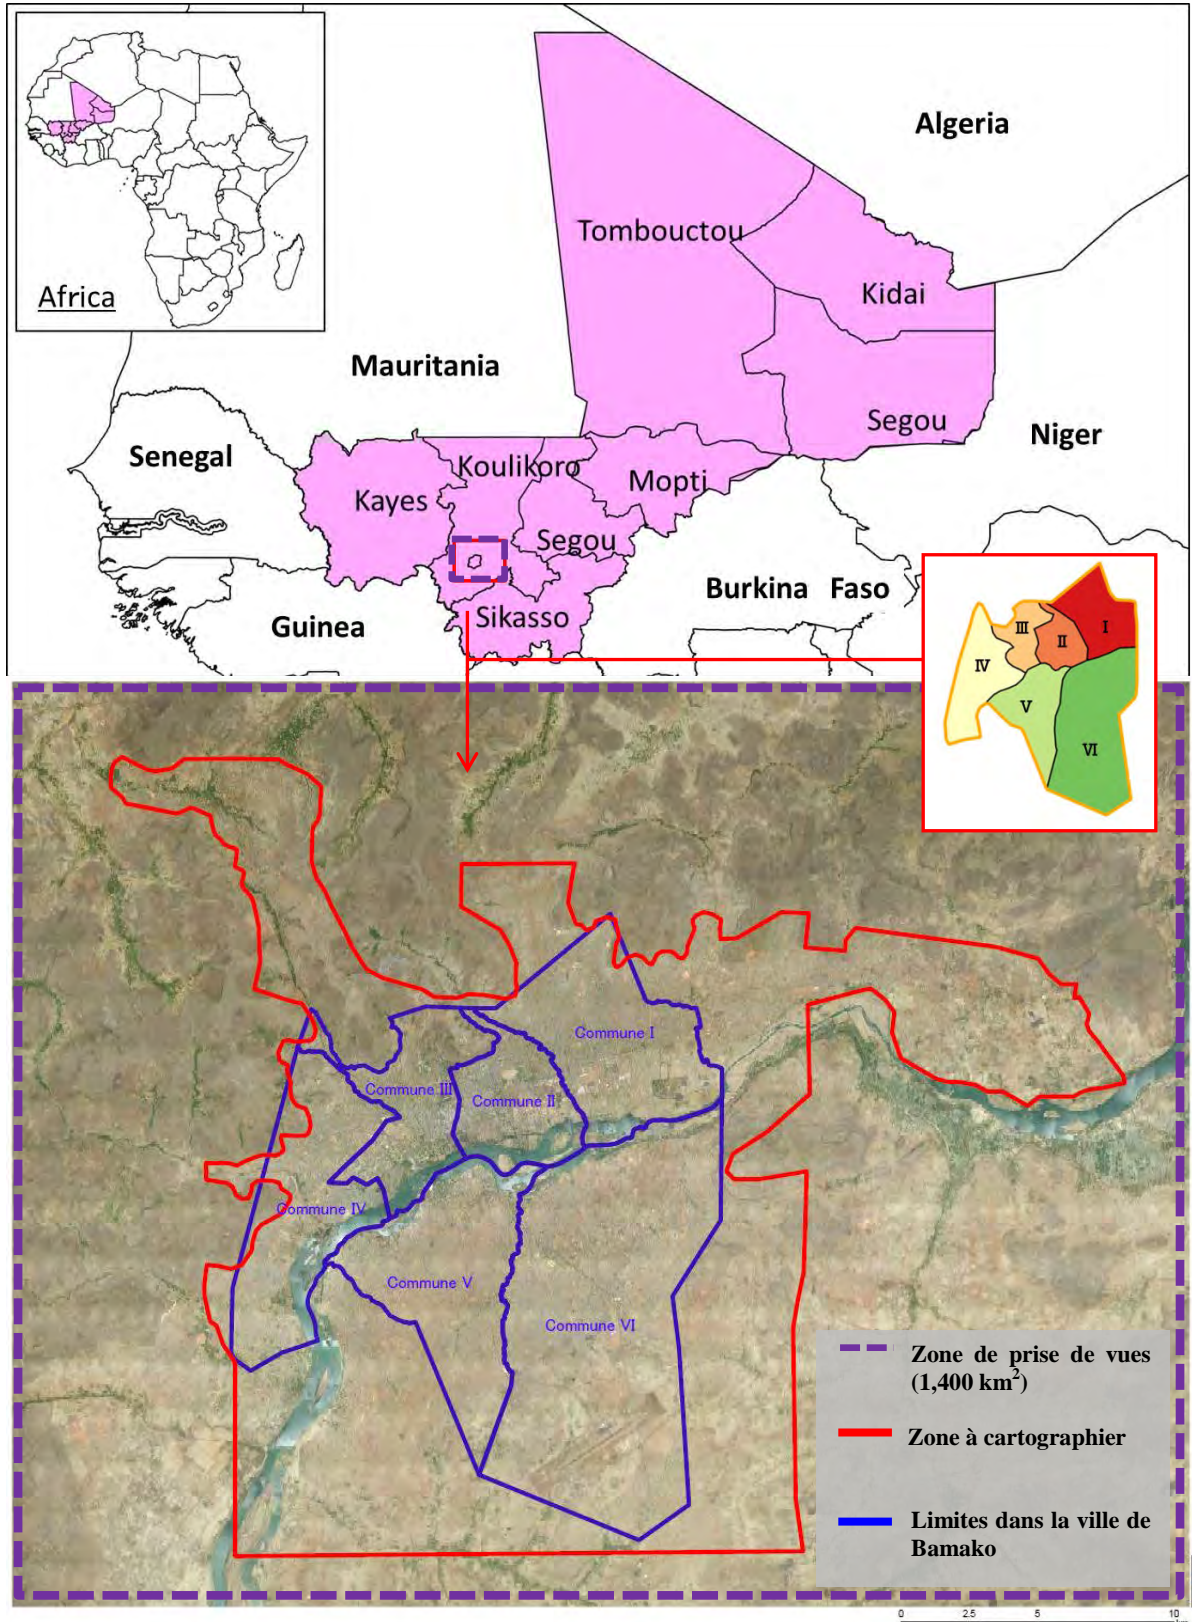 Algeria
Tombouctou
Kidai
Africa
Mauritania
Segou
Niger
Senegal
Koulikoro
Mopti
Kayes
Segou
Burkina Faso
Sikasso
Guinea
I
II
III
IV
V
VI
Commune I
Commune III
Commune II
Commune IV
Commune V
Commune VI
Zone de prise de vues
(1,400 km²)
Zone à cartographier
Limites dans la ville de
Bamako
0 2.5 5 10